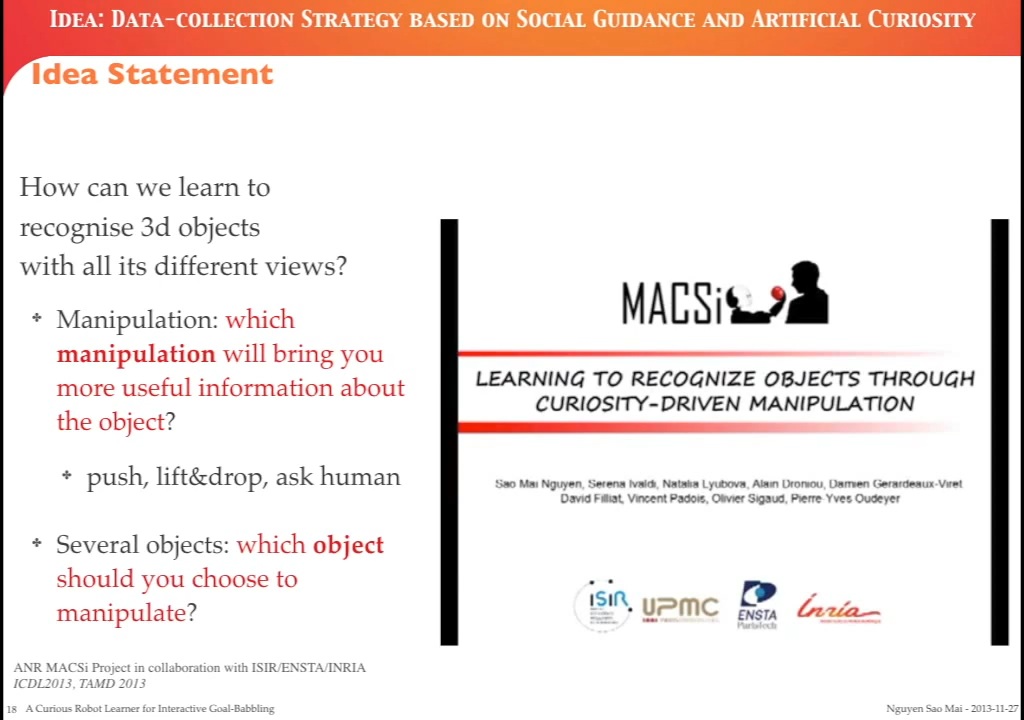 IDEA: DATA-COLLECTION STRATEGY BASED ON SOCIAL GUIDANCE AND ARTIFICIAL CURIOSITY
Idea Statement
How can we learn to
recognise 3d objects
with all its different views?
Manipulation: which
manipulation will bring you
more useful information about
the object?
push, lift&drop, ask human
Several objects: which object
should you choose to
manipulate?
MACSi
LEARNING TO RECOGNIZE OBJECTS THROUGH
CURIOSITY-DRIVEN MANIPULATION
Sao Mai Nguyen, Serena Ivaldi, Natalia Lyubova, Alain Droniou, Damien Gerardeaux-Viret
David Filliat, Vincent Padois, Olivier Sigaud, Pierre-Yves Oudeyer
ISIR
UPMC
ENSTA
ParisTech
Inria
ANR MACSi Project in collaboration with ISIR/ENSTA/INRIA
ICDL2013, TAMD 2013
18 A Curious Robot Learner for Interactive Goal-Babbling
Nguyen Sao Mai - 2013-11-27